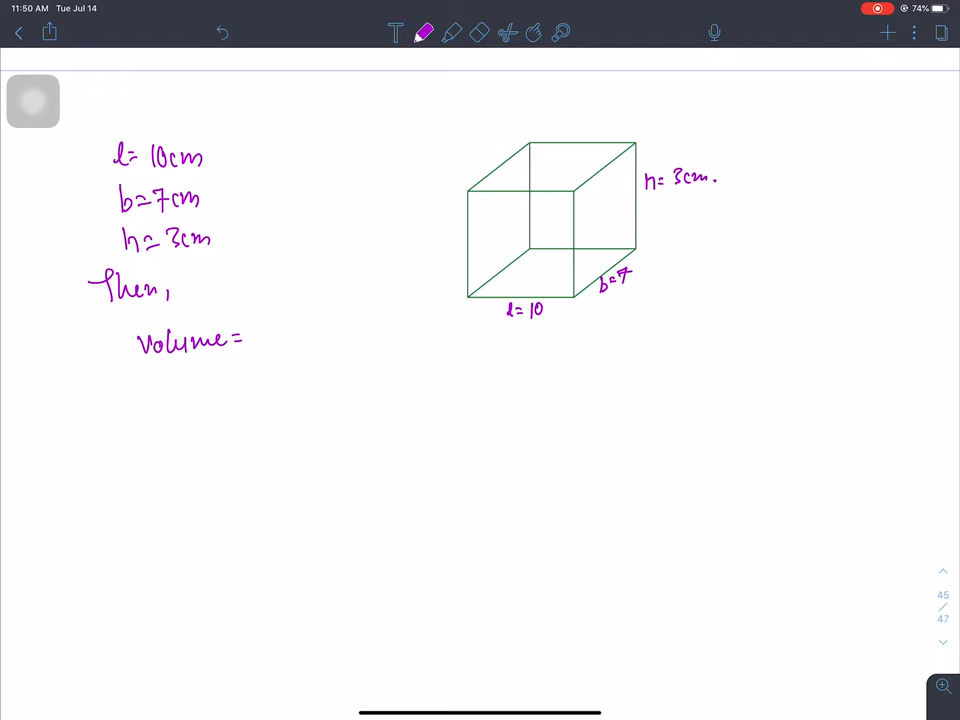 11:50 AM Tue Jul 14
74%
T
l= 10cm
b=7cm
h=3cm
Then,
Volume=
h= 3cm.
b=7
l= 10
45
/
47